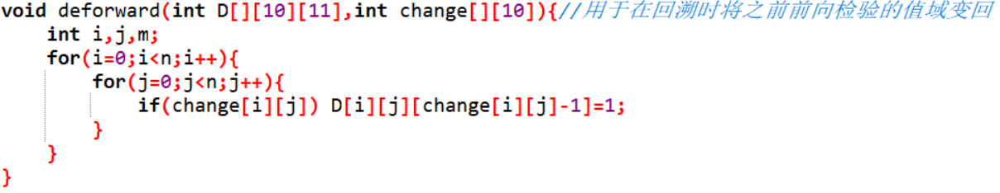 void deforward(int D[][10][11],int change[][10]){//用于在回溯时将之前前向检验的值域变回
    int i,j,m;
    for(i=0;i<n;i++){
        for(j=0;j<n;j++){
            if(change[i][j]) D[i][j][change[i][j]-1]=1;
        }
    }
}